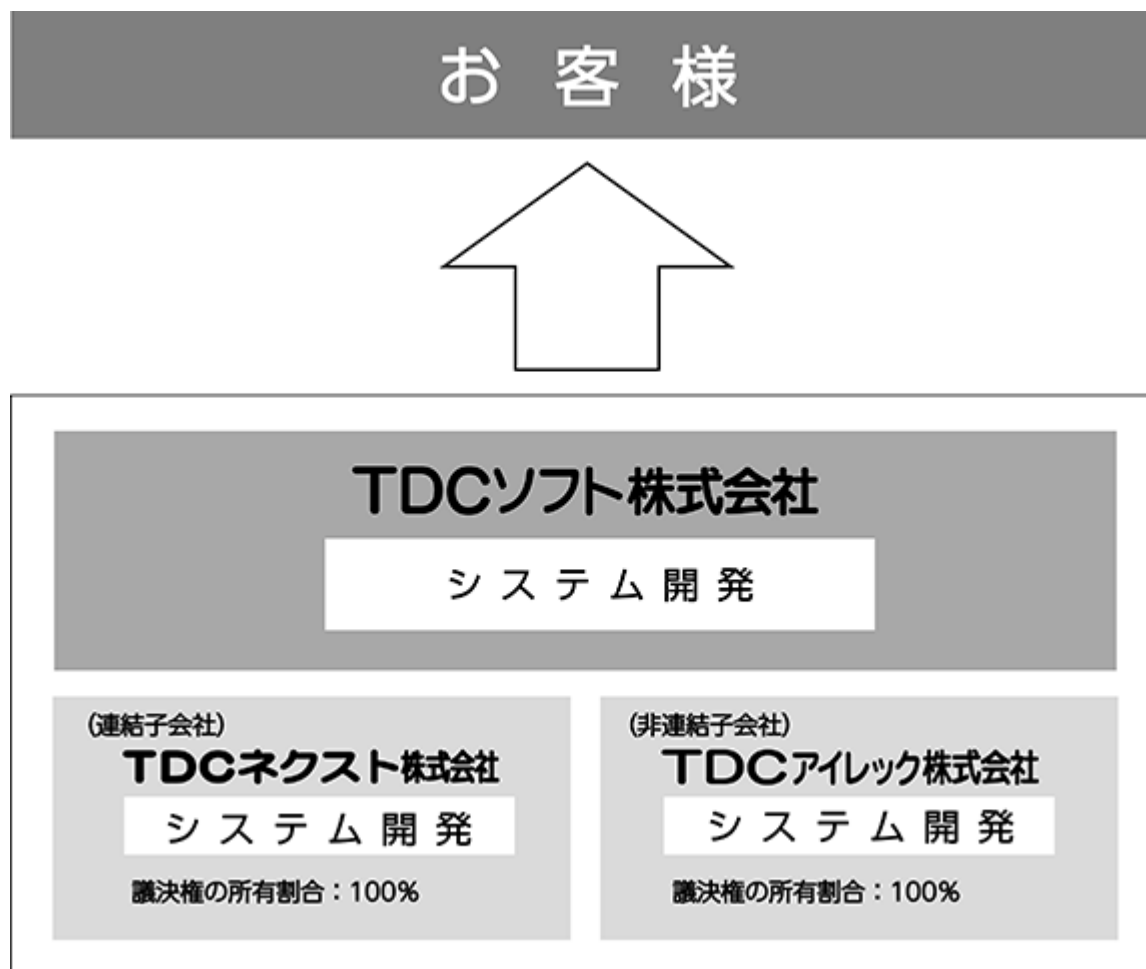 お客様
TDCソフト株式会社
システム開発
(連結子会社)
TDCネクスト株式会社
システム開発
議決権の所有割合：100%
(非連結子会社)
TDCアイレック株式会社
システム開発
議決権の所有割合：100%